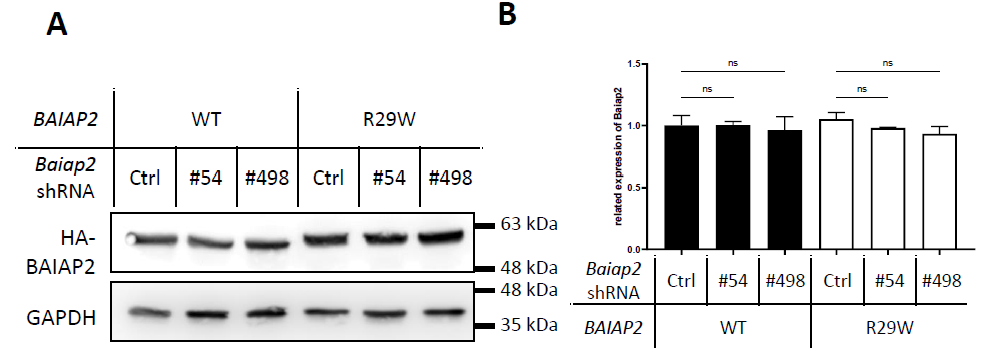 A
BAIAP2 WT R29W
Baiap2
shRNA Ctrl #54 #498 Ctrl #54 #498
HA-
BAIAP2
63 kDa
48 kDa
GAPDH
48 kDa
35 kDa
B
related expression of Baiap2
1.5
1.0
0.5
0.0
ns ns
ns ns
Baiap2
shRNA Ctrl #54 #498 Ctrl #54 #498
BAIAP2 WT R29W